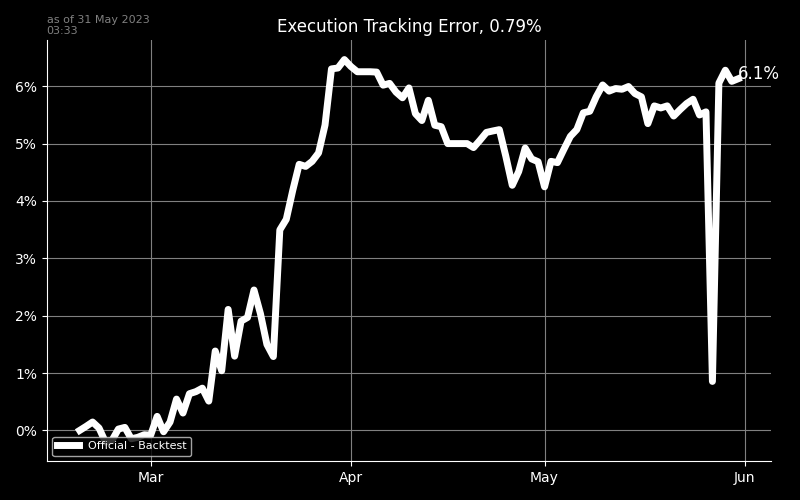 as of 31 May 2023
03:33
Execution Tracking Error, 0.79%
6.1%
6%
5%
4%
3%
2%
1%
0%
Official - Backtest
Mar
Apr
May
Jun